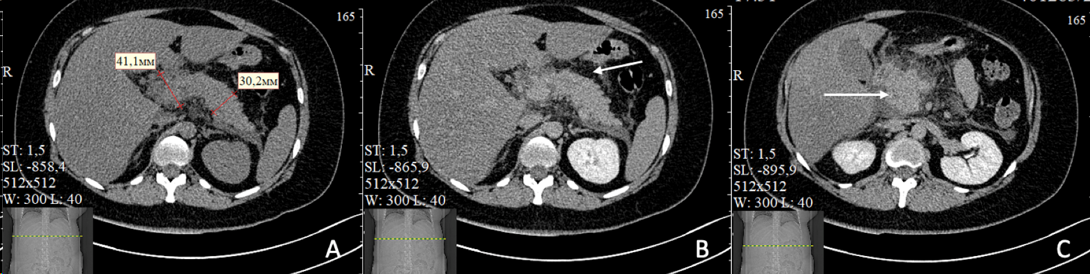 165
R
41,1мм
30,2мм
ST: 1,5
SL: -858,4
512x512
W: 300 L: 40
A
165
R
ST: 1,5
SL: -865,9
512x512
W: 300 L: 40
B
165
R
ST: 1,5
SL: -895,9
512x512
W: 300 L: 40
C